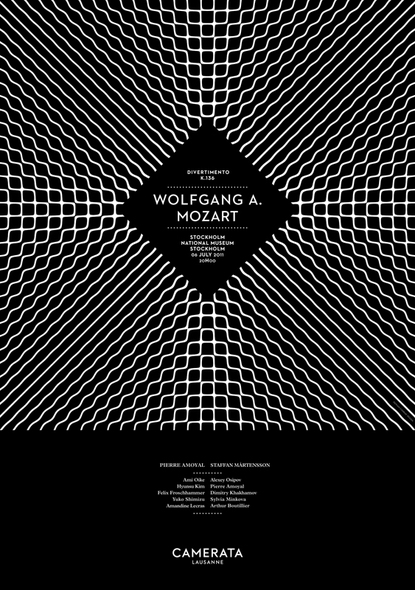 DIVERTIMENTO
K.136
WOLFGANG A.
MOZART
STOCKHOLM
NATIONAL MUSEUM
STOCKHOLM
06 JULY 2011
20H00
PIERRE AMOYAL STAFFAN MÅRTENSSON
Ami Oike Alexey Osipov
Hyunsu Kim Pierre Amoyal
Felix Froschhammer Dimitry Khakhamov
Yuko Shimizu Sylvia Minkova
Amandine Lecras Arthur Boutillier
CAMERATA
LAUSANNE